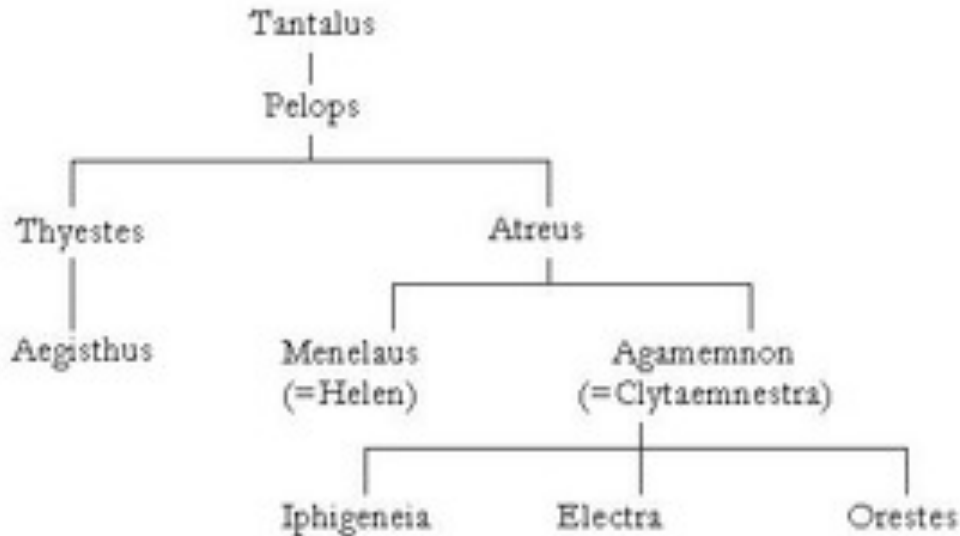 Tantalus
Pelops
Thyestes
Atreus
Aegisthus
Menelaus
(=Helen)
Agamemnon
(=Clytaemnestra)
Iphigeneia
Electra
Orestes